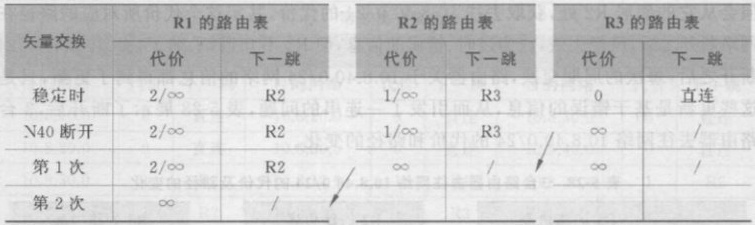 矢量交换 R1 的路由表 R2 的路由表 R3 的路由表
代价 下一跳 代价 下一跳 代价 下一跳
稳定时 2/∞ R2 1/∞ R3 0 直连
N40 断开 2/∞ R2 1/∞ R3 ∞ /
第 1 次 2/∞ R2 ∞ / ∞ /
第 2 次 ∞ /